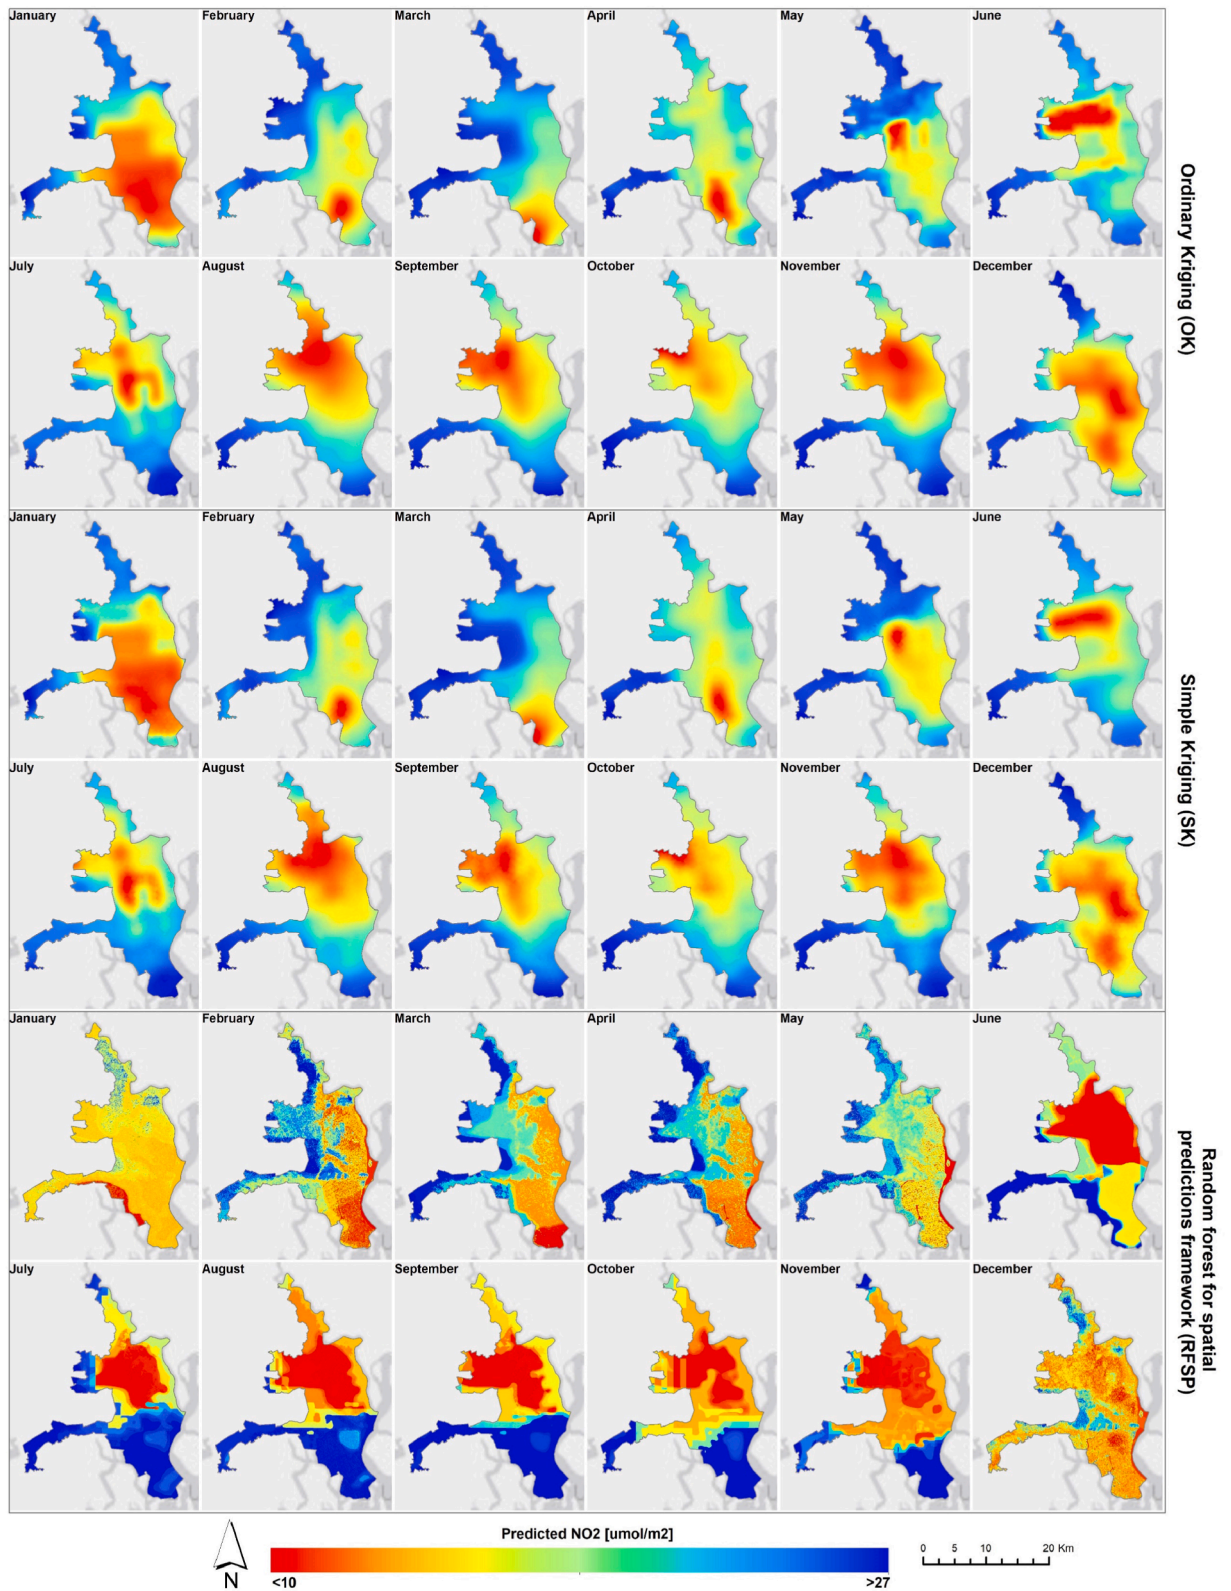 January February March April May June
Ordinary Kriging (OK)
July August September October November December
January February March April May June
Simple Kriging (SK)
July August September October November December
January February March April May June
Random forest for spatial
predictions framework (RFSP)
July August September October November December
N
Predicted NO2 [umol/m2]
<10 >27
0 5 10 20 Km